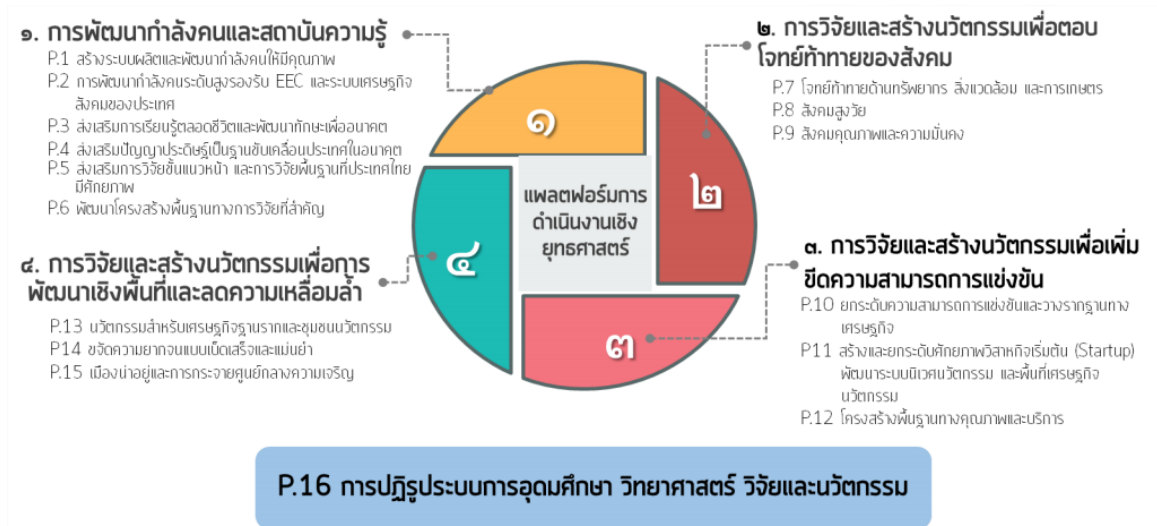 ๑. การพัฒนากำลังคนและสถาบันความรู้
P.1 สร้างระบบผลิตและพัฒนากำลังคนให้มีคุณภาพ
P.2 การพัฒนากำลังคนระดับสูงรองรับ EEC และระบบเศรษฐกิจ
สังคมของประเทศ
P.3 ส่งเสริมการเรียนรู้ตลอดชีวิตและพัฒนาทักษะเพื่ออนาคต
P.4 ส่งเสริมปัญญาประดิษฐ์เป็นฐานขับเคลื่อนประเทศในอนาคต
P.5 ส่งเสริมการวิจัยขั้นแนวหน้า และการวิจัยพื้นฐานที่ประเทศไทย
มีศักยภาพ
P.6 พัฒนาโครงสร้างพื้นฐานทางการวิจัยที่สำคัญ
๒. การวิจัยและสร้างนวัตกรรมเพื่อตอบ
โจทย์ท้าทายของสังคม
P.7 โจทย์ท้าทายด้านทรัพยากร สิ่งแวดล้อม และการเกษตร
P.8 สังคมสูงวัย
P.9 สังคมคุณภาพและความมั่นคง
๑
๒
๓
๔
แพลตฟอร์มการ
ดำเนินงานเชิง
ยุทธศาสตร์
๓. การวิจัยและสร้างนวัตกรรมเพื่อเพิ่ม
ขีดความสามารถการแข่งขัน
P.10 ยกระดับความสามารถการแข่งขันและวางรากฐานทาง
เศรษฐกิจ
P11 สร้างและยกระดับศักยภาพวิสาหกิจเริ่มต้น (Startup)
พัฒนาระบบนิเวศนวัตกรรม และพื้นที่เศรษฐกิจ
นวัตกรรม
P.12 โครงสร้างพื้นฐานทางคุณภาพและบริการ
๔. การวิจัยและสร้างนวัตกรรมเพื่อการ
พัฒนาเชิงพื้นที่และลดความเหลื่อมล้ำ
P.13 นวัตกรรมสำหรับเศรษฐกิจฐานรากและชุมชนนวัตกรรม
P14 ขจัดความยากจนแบบเบ็ดเสร็จและแม่นยำ
P.15 เมืองน่าอยู่และการกระจายศูนย์กลางความเจริญ
P.16 การปฏิรูประบบการอุดมศึกษา วิทยาศาสตร์ วิจัยและนวัตกรรม